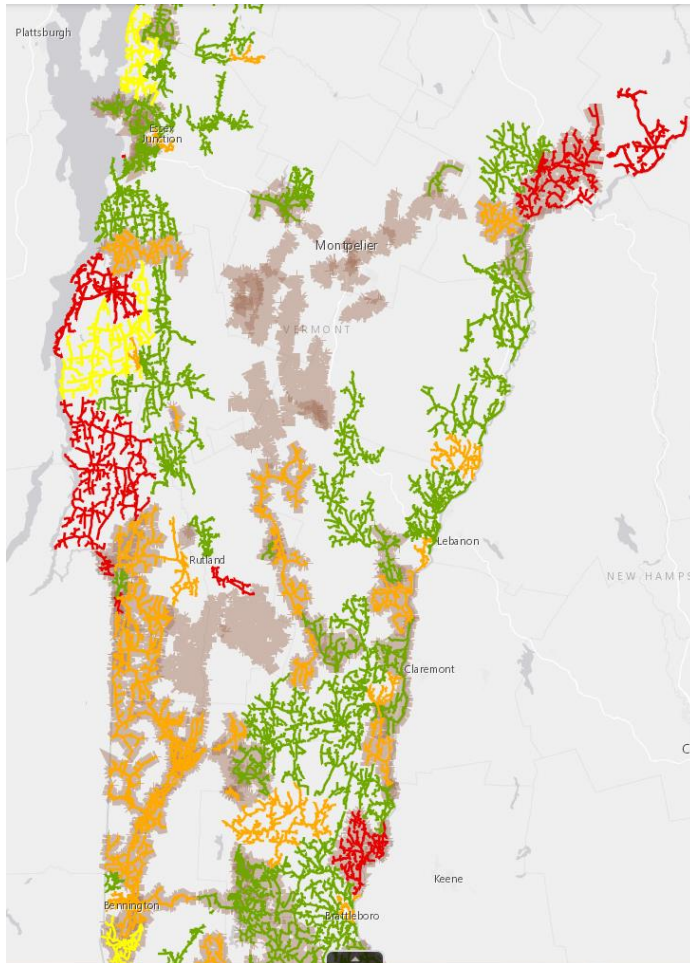 Plattsburgh
Essex
Junction
Montpelier
VERMONT
Lebanon
Rutland
NEW HAMPS
Claremont
C
Keene
Bennington
Brattleboro